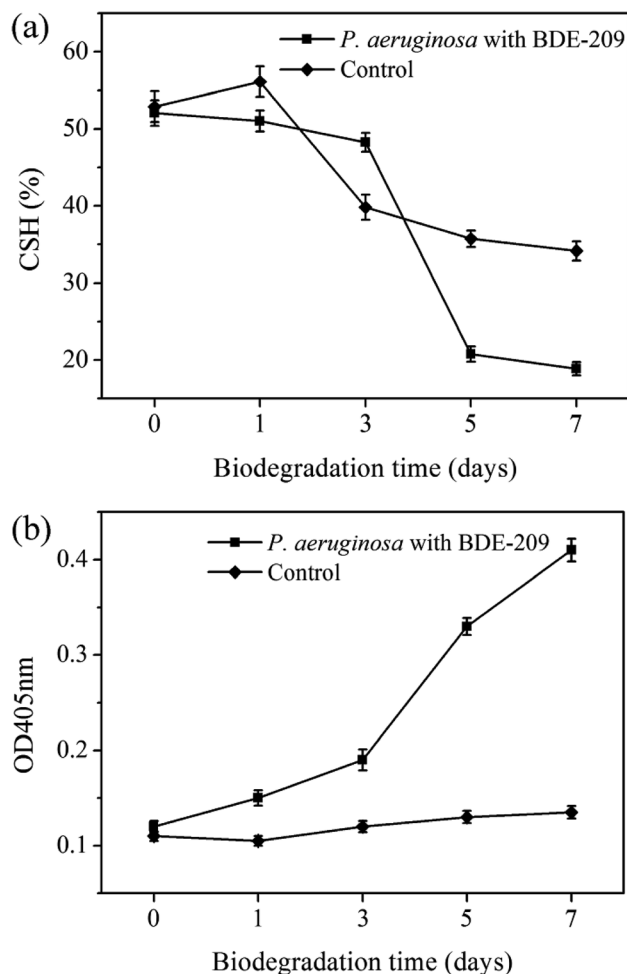 (a)
P. aeruginosa with BDE-209
Control
60
50
40
30
20
CSH (%)
0 1 3 5 7
Biodegradation time (days)
(b)
P. aeruginosa with BDE-209
Control
0.4
0.3
0.2
0.1
OD405nm
0 1 3 5 7
Biodegradation time (days)